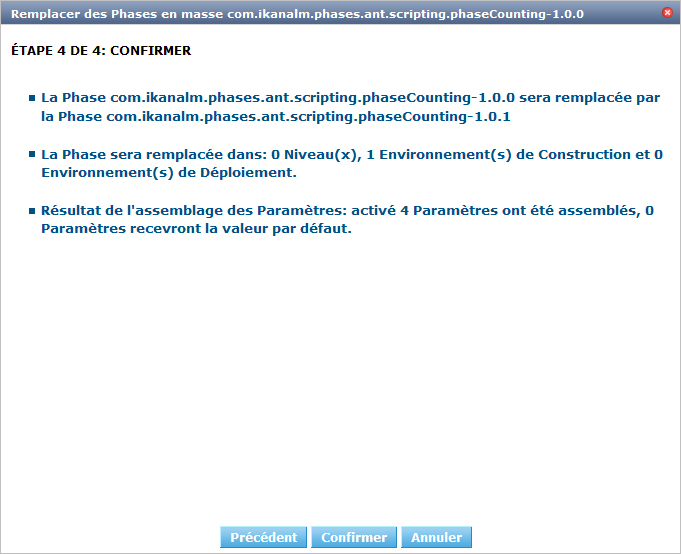 Remplacer des Phases en masse com.ikanalm.phases.ant.scripting.phaseCounting-1.0.0
ÉTAPE 4 DE 4: CONFIRMER
La Phase com.ikanalm.phases.ant.scripting.phaseCounting-1.0.0 sera remplacée par
la Phase com.ikanalm.phases.ant.scripting.phaseCounting-1.0.1
La Phase sera remplacée dans: 0 Niveau(x), 1 Environnement(s) de Construction et 0
Environnement(s) de Déploiement.
Résultat de l'assemblage des Paramètres: activé 4 Paramètres ont été assemblés, 0
Paramètres recevront la valeur par défaut.
Précédent Confirmer Annuler